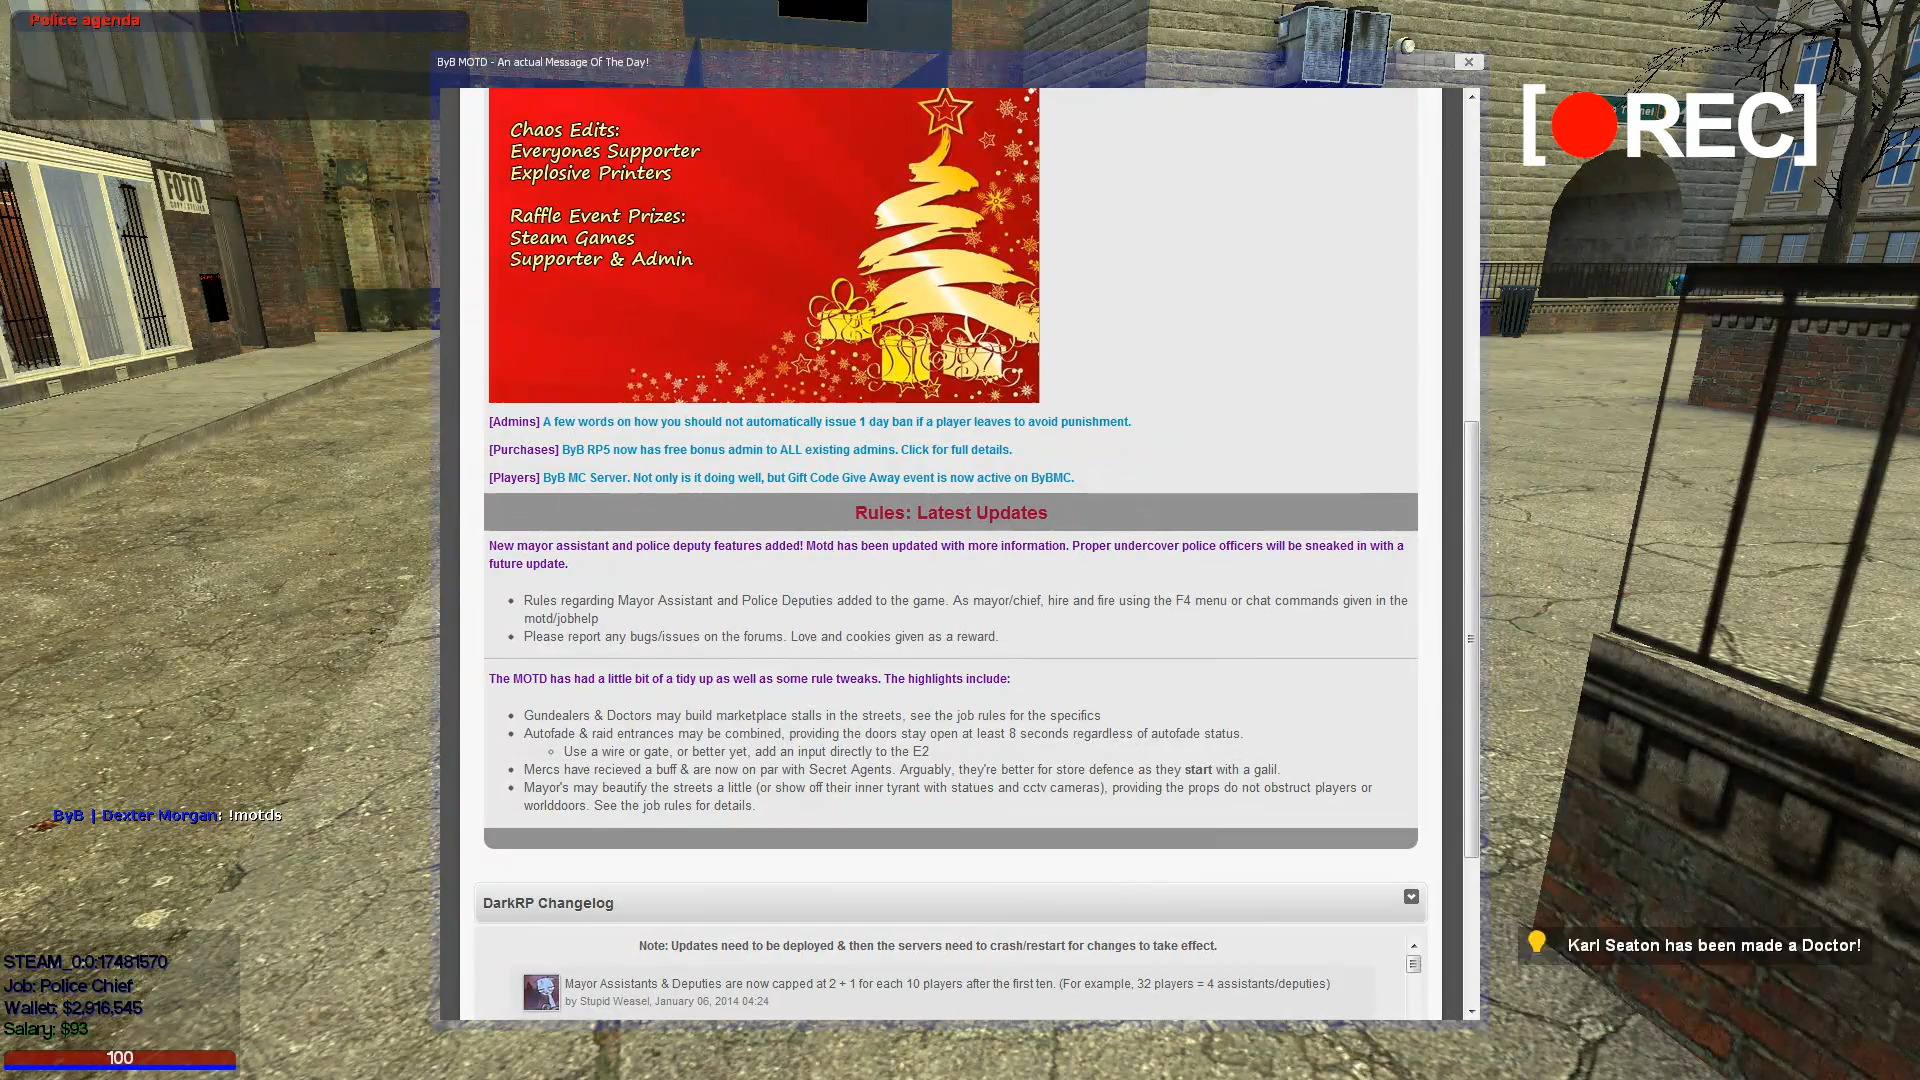 Police agenda
ByB MOTD - An actual Message Of The Day!
[REC]
FOTO
Chaos Edits:
Everyones Supporter
Explosive Printers
Raffle Event Prizes:
Steam Games
Supporter & Admin
[Admins] A few words on how you should not automatically issue 1 day ban if a player leaves to avoid punishment.
[Purchases] ByB RP5 now has free bonus admin to ALL existing admins. Click for full details.
[Players] ByB MC Server. Not only is it doing well, but Gift Code Give Away event is now active on ByBMC.
Rules: Latest Updates
New mayor assistant and police deputy features added! Motd has been updated with more information. Proper undercover police officers will be sneaked in with a
future update.
Rules regarding Mayor Assistant and Police Deputies added to the game. As mayor/chief, hire and fire using the F4 menu or chat commands given in the
motd/jobhelp
Please report any bugs/issues on the forums. Love and cookies given as a reward.
The MOTD has had a little bit of a tidy up as well as some rule tweaks. The highlights include:
Gundealers & Doctors may build marketplace stalls in the streets, see the job rules for the specifics
Autofade & raid entrances may be combined, providing the doors stay open at least 8 seconds regardless of autofade status.
Use a wire or gate, or better yet, add an input directly to the E2
Mercs have recieved a buff & are now on par with Secret Agents. Arguably, they're better for store defence as they start with a galil.
Mayor's may beautify the streets a little (or show off their inner tyrant with statues and cctv cameras), providing the props do not obstruct players or
worlddoors. See the job rules for details.
ByB | Dexter Morgan: !motds
DarkRP Changelog
Note: Updates need to be deployed & then the servers need to crash/restart for changes to take effect.
Karl Seaton has been made a Doctor!
Mayor Assistants & Deputies are now capped at 2 + 1 for each 10 players after the first ten. (For example, 32 players = 4 assistants/deputies)
by Stupid Weasel, January 06, 2014 04:24
STEAM_0:0:17481570
Job: Police Chief
Wallet: $2,916,545
Salary: $93
100